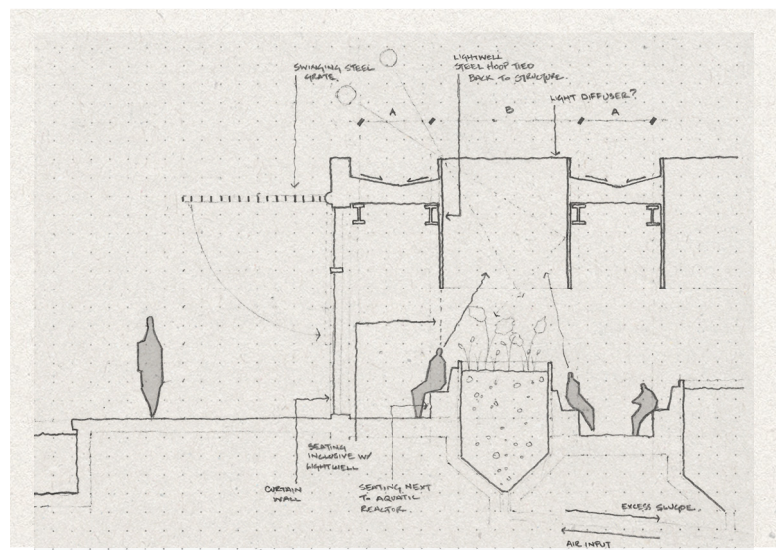 SWINGING STEEL
GRATE.
LIGHTWELL
STEEL HOOP TIED
BACK TO STRUCTURE.
LIGHT DIFFUSER?
A
B
A
SEATING
INCLUSIVE W/
LIGHTWELL
CURTAIN
WALL
SEATING NEXT
TO AQUATIC
REACTOR.
EXCESS SLUDGE.
AIR INPUT